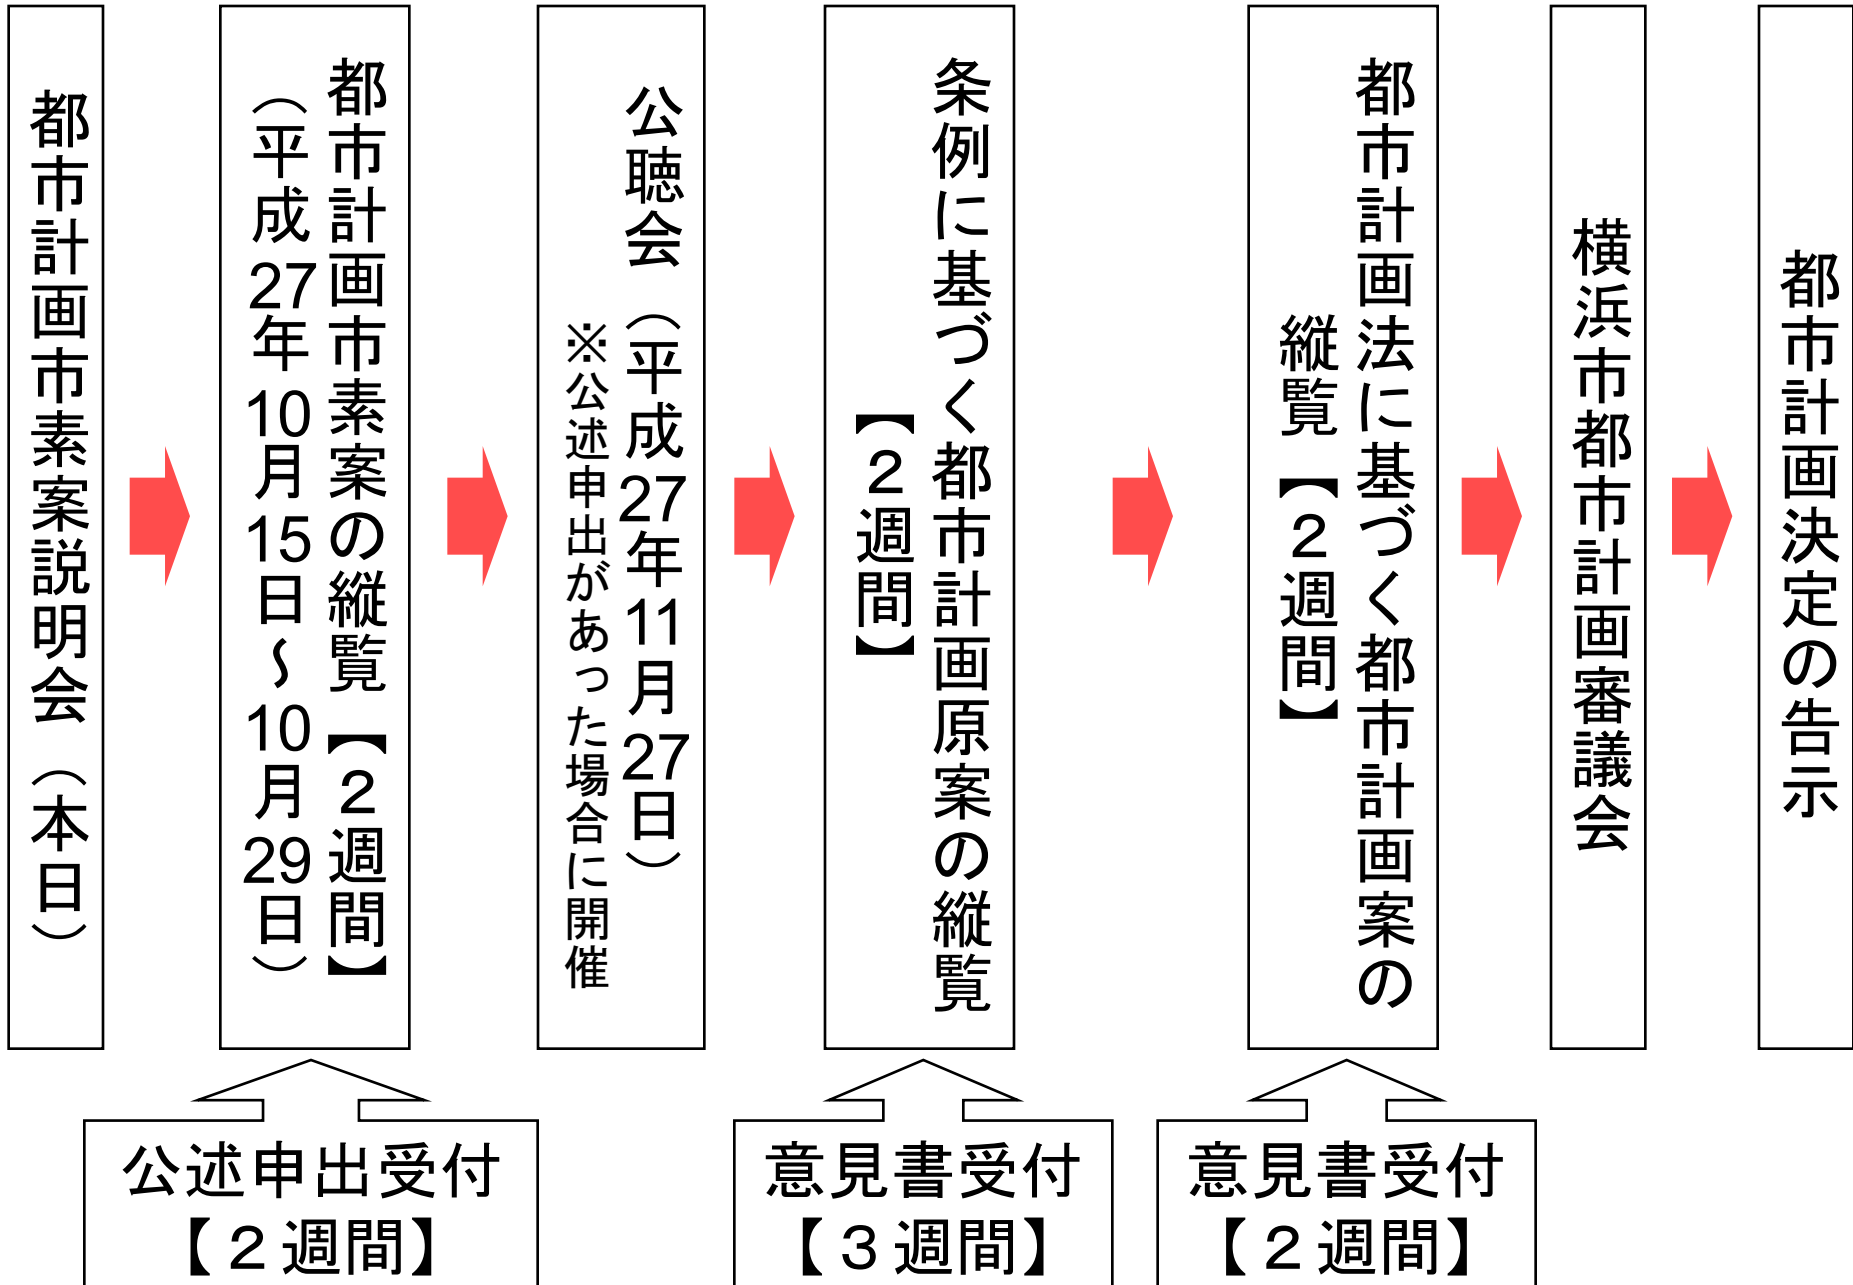 都市計画市素案説明会（本日）
都市計画市素案の縦覧【２週間】
（平成27年10月15日～10月29日）
公聴会（平成27年11月27日）
※公述申出があった場合に開催
条例に基づく都市計画原案の縦覧
【２週間】
都市計画法に基づく都市計画案の
縦覧【２週間】
横浜市都市計画審議会
都市計画決定の告示
公述申出受付
【２週間】
意見書受付
【３週間】
意見書受付
【２週間】